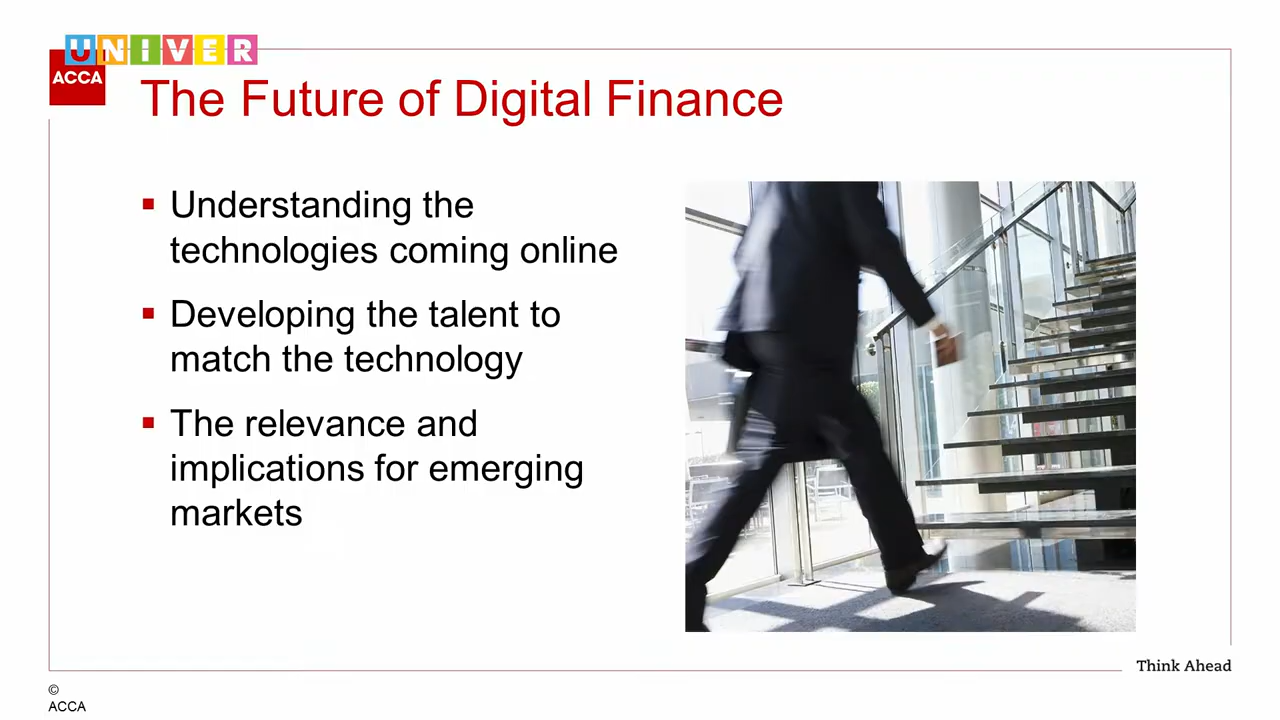 UNIVER
ACCA
The Future of Digital Finance
▪ Understanding the
technologies coming online
▪ Developing the talent to
match the technology
▪ The relevance and
implications for emerging
markets
Think Ahead
©
ACCA